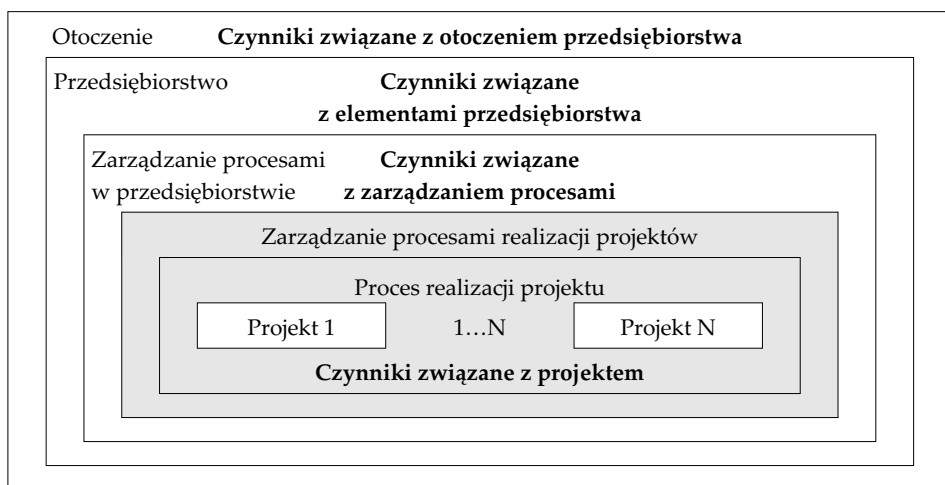 Otoczenie Czynniki związane z otoczeniem przedsiębiorstwa
Przedsiębiorstwo Czynniki związane
z elementami przedsiębiorstwa
Zarządzanie procesami Czynniki związane
w przedsiębiorstwie z zarządzaniem procesami
Zarządzanie procesami realizacji projektów
Proces realizacji projektu
Projekt 1 1…N Projekt N
Czynniki związane z projektem